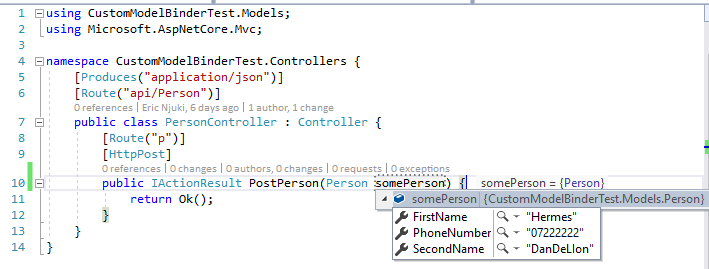 1 using CustomModelBinderTest.Models;
2 using Microsoft.AspNetCore.Mvc;
3
4 namespace CustomModelBinderTest.Controllers {
5 [Produces("application/json")]
6 [Route("api/Person")]
0 references | Eric Njuki, 6 days ago | 1 author, 1 change
7 public class PersonController : Controller {
8 [Route("p")]
9 [HttpPost]
0 references | 0 changes | 0 authors, 0 changes | 0 requests | 0 exceptions
10 public IActionResult PostPerson(Person somePerson) { somePerson = {Person}
11 return Ok();
somePerson {CustomModelBinderTest.Models.Person}
12 }
FirstName "Hermes"
13 }
PhoneNumber "07222222"
14 }
SecondName "DanDeLIon"